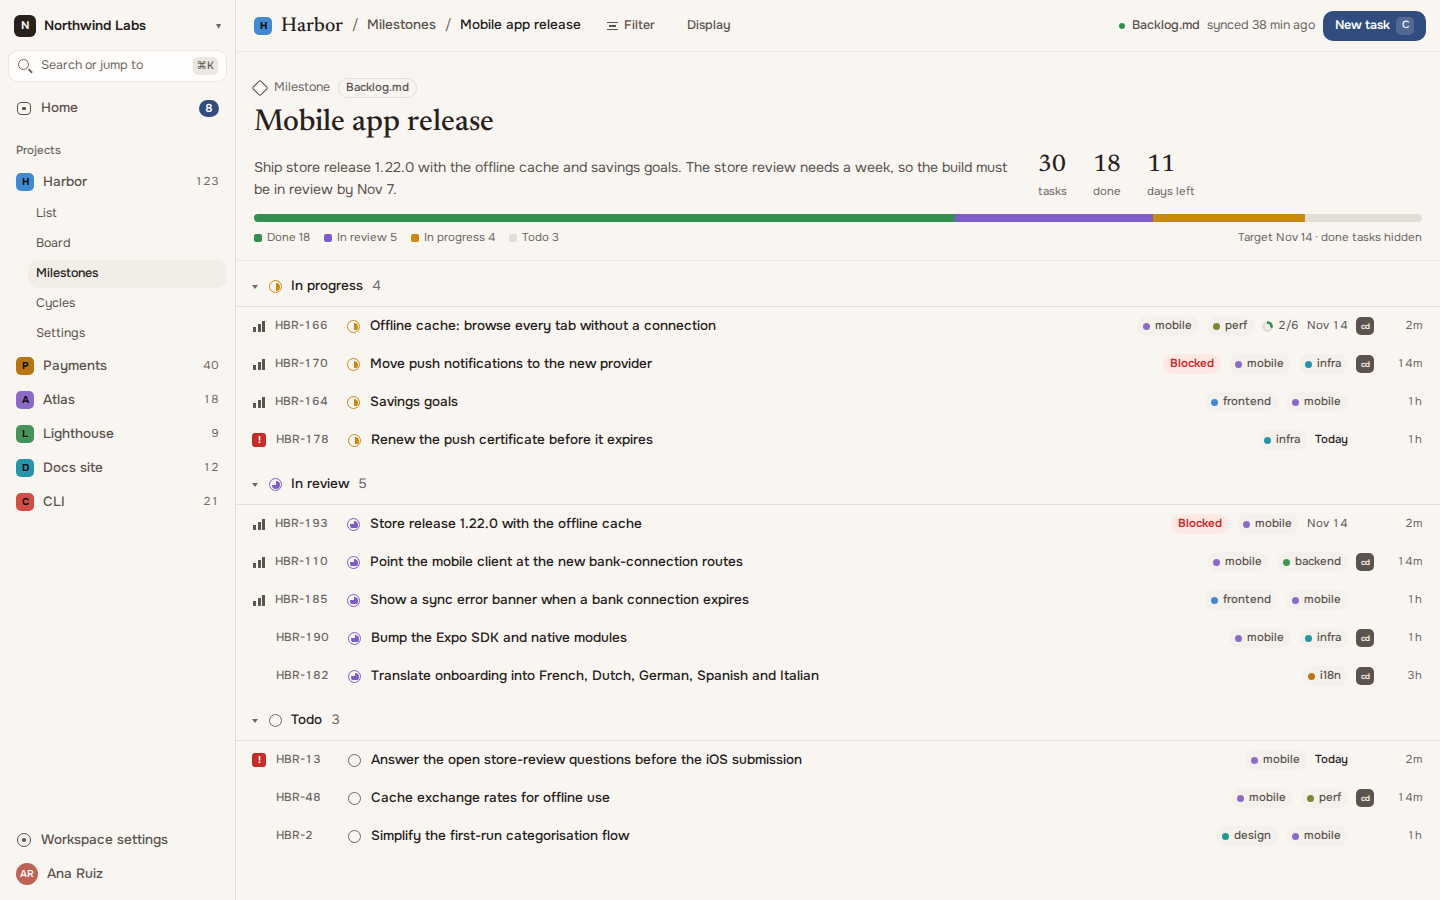 N Northwind Labs
Search or jump to ⌘K
Home 8
Projects
H Harbor 123
List
Board
Milestones
Cycles
Settings
P Payments 40
A Atlas 18
L Lighthouse 9
D Docs site 12
C CLI 21
Workspace settings
AR Ana Ruiz
H Harbor / Milestones / Mobile app release Filter Display Backlog.md synced 38 min ago New task C
Milestone Backlog.md
Mobile app release
Ship store release 1.22.0 with the offline cache and savings goals. The store review needs a week, so the build must
be in review by Nov 7.
30 18 11
tasks done days left
Done 18 In review 5 In progress 4 Todo 3 Target Nov 14 · done tasks hidden
In progress 4
HBR-166 Offline cache: browse every tab without a connection mobile perf 2/6 Nov 14 cd 2m
HBR-170 Move push notifications to the new provider Blocked mobile infra cd 14m
HBR-164 Savings goals frontend mobile 1h
! HBR-178 Renew the push certificate before it expires infra Today 1h
In review 5
HBR-193 Store release 1.22.0 with the offline cache Blocked mobile Nov 14 2m
HBR-110 Point the mobile client at the new bank-connection routes mobile backend cd 14m
HBR-185 Show a sync error banner when a bank connection expires frontend mobile 1h
HBR-190 Bump the Expo SDK and native modules mobile infra cd 1h
HBR-182 Translate onboarding into French, Dutch, German, Spanish and Italian i18n cd 3h
Todo 3
! HBR-13 Answer the open store-review questions before the iOS submission mobile Today 2m
HBR-48 Cache exchange rates for offline use mobile perf cd 14m
HBR-2 Simplify the first-run categorisation flow design mobile 1h